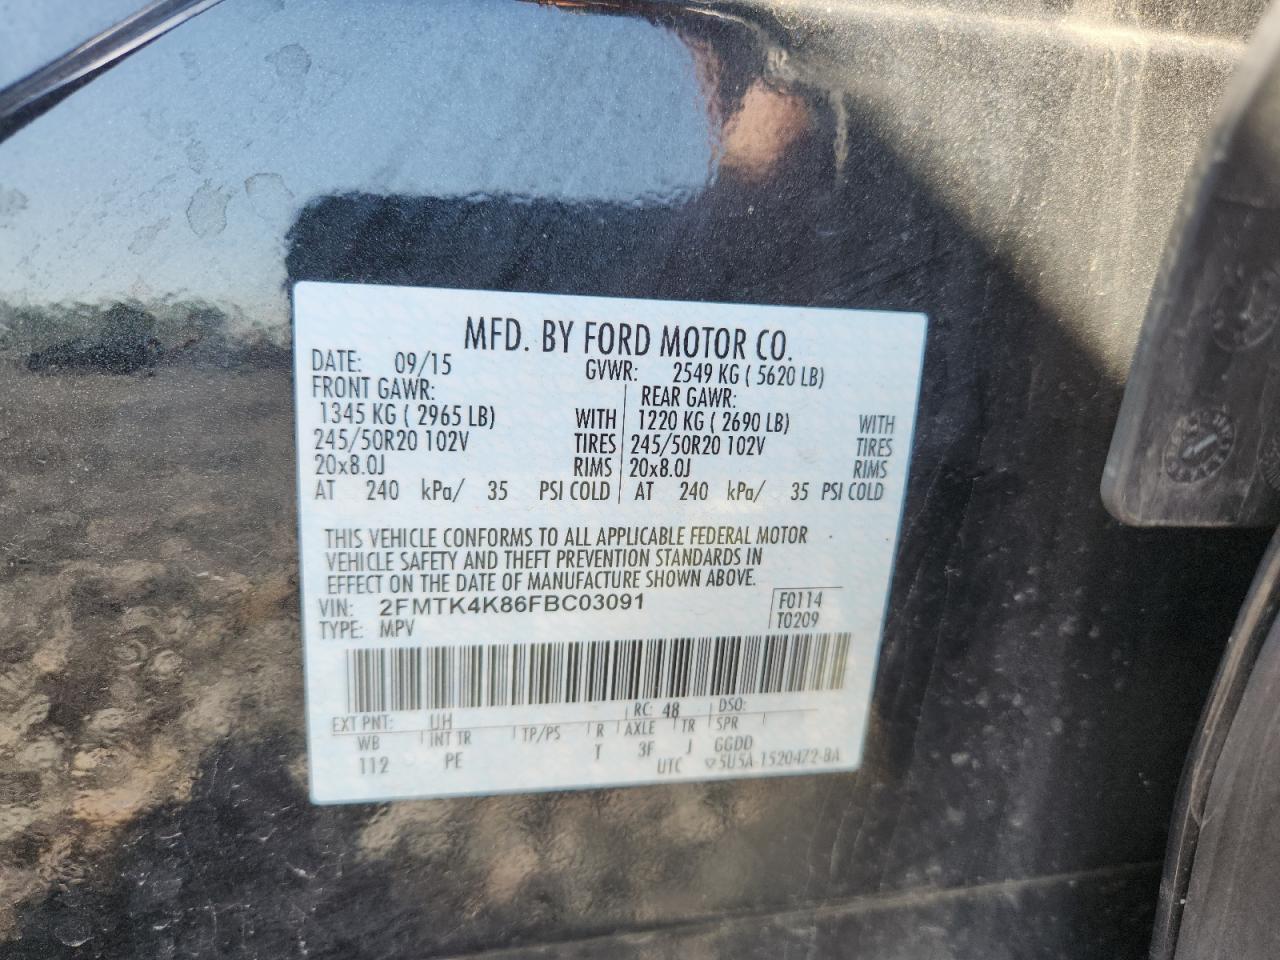 MFD. BY FORD MOTOR CO.
DATE: 09/15 GVWR: 2549 KG ( 5620 LB)
FRONT GAWR: REAR GAWR:
1345 KG ( 2965 LB) WITH 1220 KG ( 2690 LB) WITH
245/50R20 102V TIRES 245/50R20 102V TIRES
20x8.0J RIMS 20x8.0J RIMS
AT 240 kPa/ 35 PSI COLD AT 240 kPa/ 35 PSI COLD
THIS VEHICLE CONFORMS TO ALL APPLICABLE FEDERAL MOTOR
VEHICLE SAFETY AND THEFT PREVENTION STANDARDS IN
EFFECT ON THE DATE OF MANUFACTURE SHOWN ABOVE.
VIN: 2FMTK4K86FBC03091 F0114
TYPE: MPV T0209
EXT PNT: UH RC: 48 DSO:
WB INT TR TP/PS R AXLE TR SPR
112 PE T 3F J GGDD
UTC 5U5A-1520472-BA